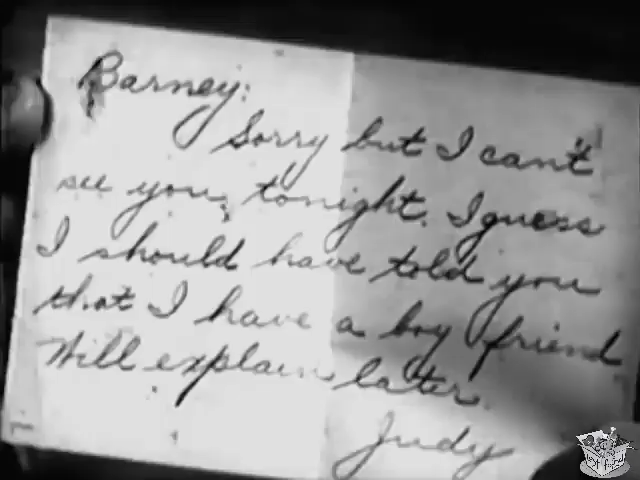 Barney:
Sorry but I can't
see you, tonight. I guess
I should have told you
that I have a boy friend
Will explain later.
Judy